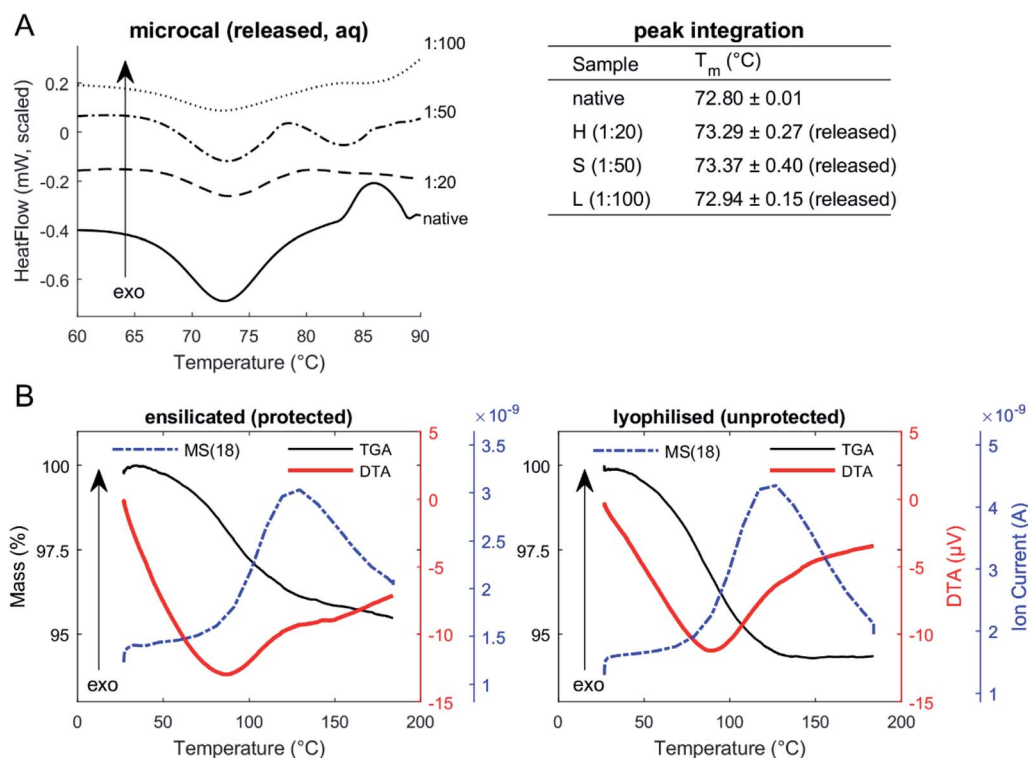 A
microcal (released, aq)
HeatFlow (mW, scaled)
0.2
0
-0.2
-0.4
-0.6
exo
1:100
1:50
1:20
native
60 65 70 75 80 85 90
Temperature (°C)
peak integration
Sample Tm (°C)
native 72.80 ± 0.01
H (1:20) 73.29 ± 0.27 (released)
S (1:50) 73.37 ± 0.40 (released)
L (1:100) 72.94 ± 0.15 (released)
B
ensilicated (protected)
×10⁻⁹
MS(18)
TGA
DTA
Mass (%)
100
97.5
95
exo
5
0
-5
-10
-15
3.5
3
2.5
2
1.5
1
0 50 100 150 200
Temperature (°C)
lyophilised (unprotected)
×10⁻⁹
MS(18)
TGA
DTA
100
97.5
95
exo
5
0
-5
-10
-15
DTA (μV)
5
4
3
2
1
Ion Current (A)
0 50 100 150 200
Temperature (°C)